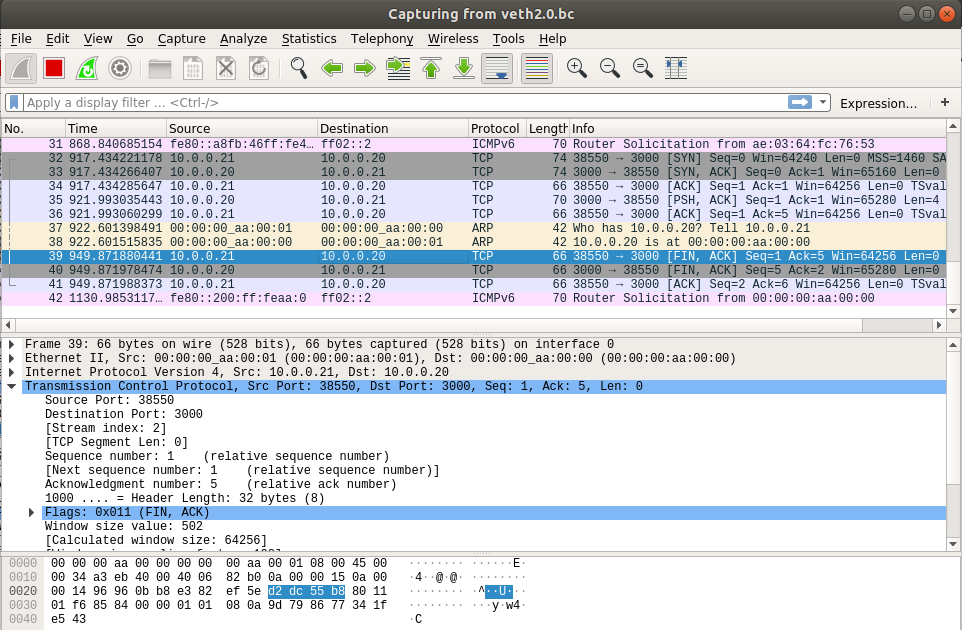 Capturing from veth2.0.bc
File Edit View Go Capture Analyze Statistics Telephony Wireless Tools Help
Apply a display filter … <Ctrl-/> Expression… +
No. Time Source Destination Protocol Length Info
31 868.840685154 fe80::a8fb:46ff:fe4… ff02::2 ICMPv6 70 Router Solicitation from ae:03:64:fc:76:53
32 917.434221178 10.0.0.21 10.0.0.20 TCP 74 38550 → 3000 [SYN] Seq=0 Win=64240 Len=0 MSS=1460 SA
33 917.434266407 10.0.0.20 10.0.0.21 TCP 74 3000 → 38550 [SYN, ACK] Seq=0 Ack=1 Win=65160 Len=0
34 917.434285647 10.0.0.21 10.0.0.20 TCP 66 38550 → 3000 [ACK] Seq=1 Ack=1 Win=64256 Len=0 TSval
35 921.993035443 10.0.0.20 10.0.0.21 TCP 70 3000 → 38550 [PSH, ACK] Seq=1 Ack=1 Win=65280 Len=4
36 921.993060299 10.0.0.21 10.0.0.20 TCP 66 38550 → 3000 [ACK] Seq=1 Ack=5 Win=64256 Len=0 TSval
37 922.601398491 00:00:00_aa:00:01 00:00:00_aa:00:00 ARP 42 Who has 10.0.0.20? Tell 10.0.0.21
38 922.601515835 00:00:00_aa:00:00 00:00:00_aa:00:01 ARP 42 10.0.0.20 is at 00:00:00:aa:00:00
39 949.871880441 10.0.0.21 10.0.0.20 TCP 66 38550 → 3000 [FIN, ACK] Seq=1 Ack=5 Win=64256 Len=0
40 949.871978474 10.0.0.20 10.0.0.21 TCP 66 3000 → 38550 [FIN, ACK] Seq=5 Ack=2 Win=65280 Len=0
41 949.871988373 10.0.0.21 10.0.0.20 TCP 66 38550 → 3000 [ACK] Seq=2 Ack=6 Win=64256 Len=0 TSval
42 1130.9853117… fe80::200:ff:feaa:0 ff02::2 ICMPv6 70 Router Solicitation from 00:00:00:aa:00:00
Frame 39: 66 bytes on wire (528 bits), 66 bytes captured (528 bits) on interface 0
Ethernet II, Src: 00:00:00_aa:00:01 (00:00:00:aa:00:01), Dst: 00:00:00_aa:00:00 (00:00:00:aa:00:00)
Internet Protocol Version 4, Src: 10.0.0.21, Dst: 10.0.0.20
Transmission Control Protocol, Src Port: 38550, Dst Port: 3000, Seq: 1, Ack: 5, Len: 0
Source Port: 38550
Destination Port: 3000
[Stream index: 2]
[TCP Segment Len: 0]
Sequence number: 1 (relative sequence number)
[Next sequence number: 1 (relative sequence number)]
Acknowledgment number: 5 (relative ack number)
1000 .... = Header Length: 32 bytes (8)
Flags: 0x011 (FIN, ACK)
Window size value: 502
[Calculated window size: 64256]
0000 00 00 00 aa 00 00 00 00 00 aa 00 01 08 00 45 00 ········ ······E·
0010 00 34 a3 eb 40 00 40 06 82 b0 0a 00 00 15 0a 00 ·4··@·@· ········
0020 00 14 96 96 0b b8 e3 82 ef 5e d2 dc 55 b8 80 11 ········ ·^··U···
0030 01 f6 85 84 00 00 01 01 08 0a 9d 79 86 77 34 1f ········ ···y·w4·
0040 e5 43 ·C